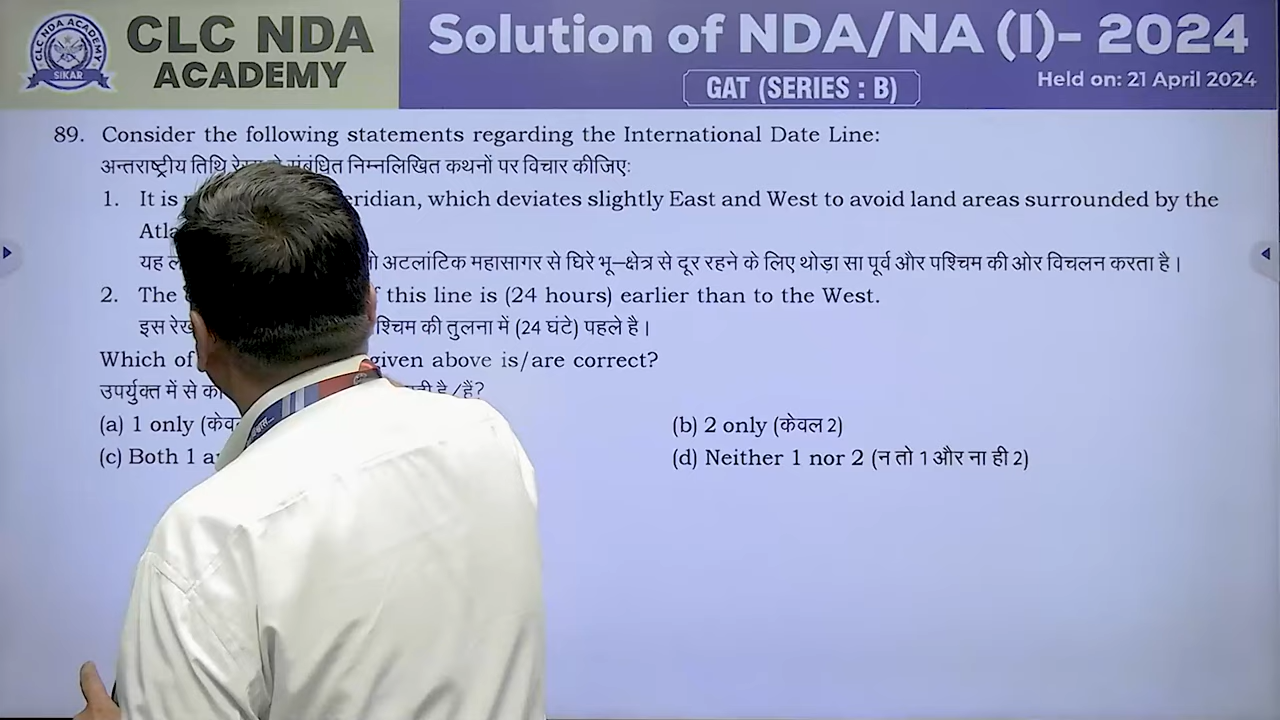 CLC NDA ACADEMY
SIKAR
CLC NDA
ACADEMY
Solution of NDA/NA (I)- 2024
GAT (SERIES : B)
Held on: 21 April 2024
89. Consider the following statements regarding the International Date Line:
अन्तराष्ट्रीय तिथि संबंधित निम्नलिखित कथनों पर विचार कीजिए:
1. It is which deviates slightly East and West to avoid land areas surrounded by the
यह अटलांटिक महासागर से घिरे भू–क्षेत्र से दूर रहने के लिए थोड़ा सा पूर्व और पश्चिम की ओर विचलन करता है।
2. The this line is (24 hours) earlier than to the West.
इस की तुलना में (24 घंटे) पहले है।
Which of given above is/are correct?
उपर्युक्त में से है/हैं?
(a) 1 only
(b) 2 only (केवल 2)
(c) Both 1
(d) Neither 1 nor 2 (न तो 1 और ना ही 2)